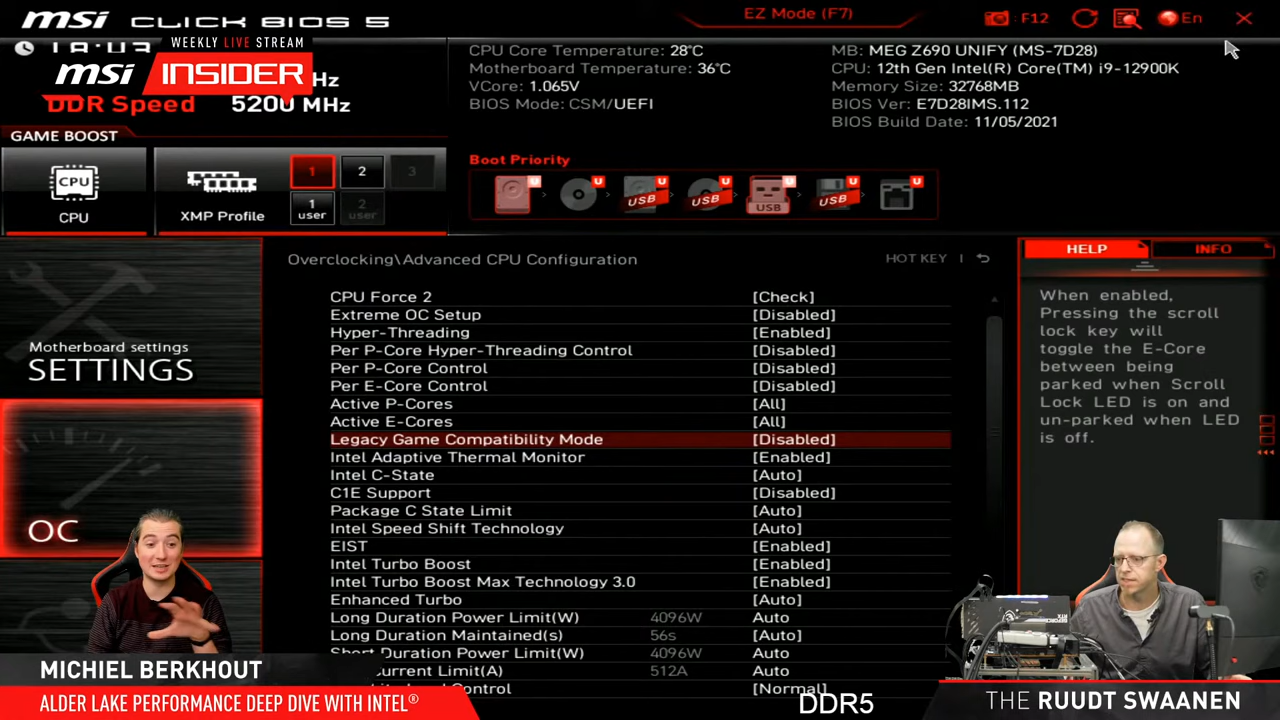 msi CLICK BIOS 5
EZ Mode (F7)
F12
En
WEEKLY LIVE STREAM
msi INSIDER
Hz
DDR Speed 5200 MHz
CPU Core Temperature: 28°C
Motherboard Temperature: 36°C
VCore: 1.065V
BIOS Mode: CSM/UEFI
MB: MEG Z690 UNIFY (MS-7D28)
CPU: 12th Gen Intel(R) Core(TM) i9-12900K
Memory Size: 32768MB
BIOS Ver: E7D28IMS.112
BIOS Build Date: 11/05/2021
GAME BOOST
CPU
CPU
XMP Profile
1
2
3
1 user
2 user
Boot Priority
U
U
USB U
USB U
USB U
USB U
U
Motherboard settings
SETTINGS
OC
Overclocking\Advanced CPU Configuration
HOT KEY
CPU Force 2 [Check]
Extreme OC Setup [Disabled]
Hyper-Threading [Enabled]
Per P-Core Hyper-Threading Control [Disabled]
Per P-Core Control [Disabled]
Per E-Core Control [Disabled]
Active P-Cores [All]
Active E-Cores [All]
Legacy Game Compatibility Mode [Disabled]
Intel Adaptive Thermal Monitor [Enabled]
Intel C-State [Auto]
C1E Support [Disabled]
Package C State Limit [Auto]
Intel Speed Shift Technology [Auto]
EIST [Enabled]
Intel Turbo Boost [Enabled]
Intel Turbo Boost Max Technology 3.0 [Enabled]
Enhanced Turbo [Auto]
Long Duration Power Limit(W) 4096W Auto
Long Duration Maintained(s) 56s [Auto]
Short Duration Power Limit(W) 4096W Auto
Current Limit(A) 512A Auto
Control [Normal]
HELP
INFO
When enabled,
Pressing the scroll
lock key will
toggle the E-Core
between being
parked when Scroll
Lock LED is on and
un-parked when LED
is off.
MICHIEL BERKHOUT
ALDER LAKE PERFORMANCE DEEP DIVE WITH INTEL®
DDR5
THE RUUDT SWAANEN